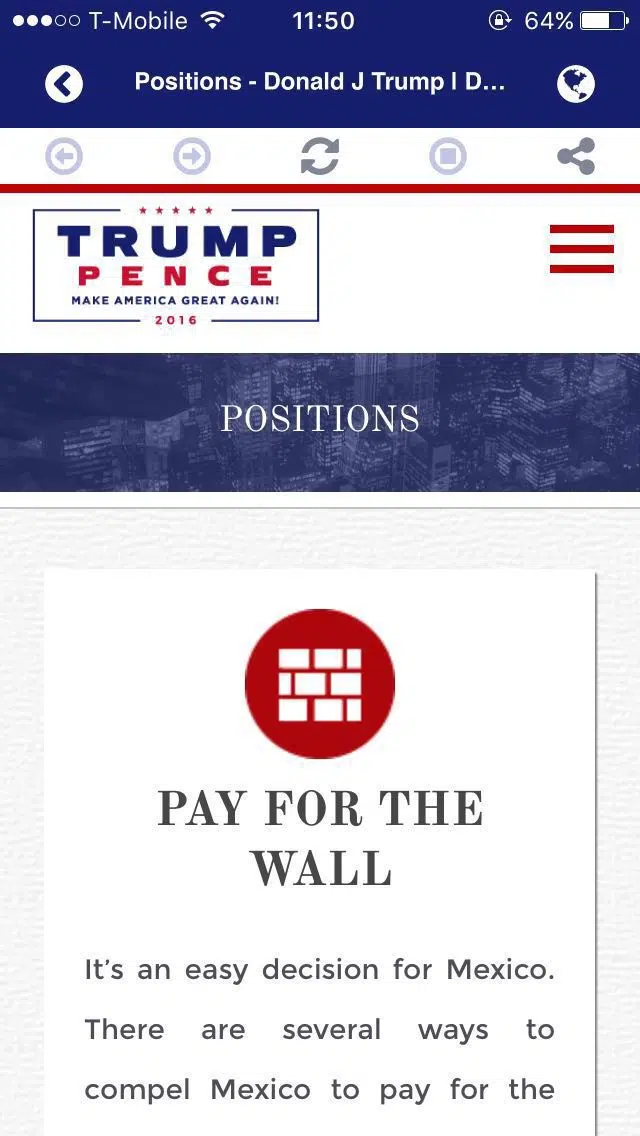 T-Mobile 11:50 64%
Positions - Donald J Trump | D...
TRUMP
PENCE
MAKE AMERICA GREAT AGAIN!
2016
POSITIONS
PAY FOR THE
WALL
It’s an easy decision for Mexico.
There are several ways to
compel Mexico to pay for the